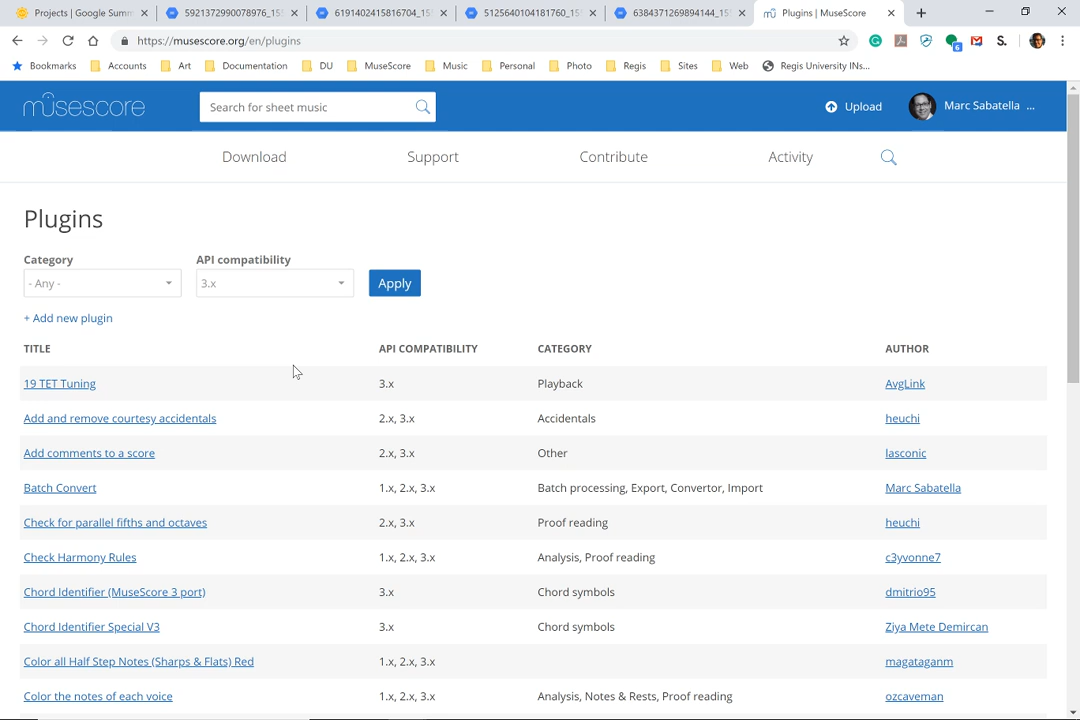 Projects | Google Summ
5921372990078976_15
6191402415816704_15
5125640104181760_15
6384371269894144_15
Plugins | MuseScore
https://musescore.org/en/plugins
6
S.
Bookmarks Accounts Art Documentation DU MuseScore Music Personal Photo Regis Sites Web Regis University INs...
musescore
Search for sheet music
Upload
Marc Sabatella ...
Download Support Contribute Activity
Plugins
Category API compatibility
- Any - 3.x Apply
+ Add new plugin
TITLE API COMPATIBILITY CATEGORY AUTHOR
19 TET Tuning 3.x Playback AvgLink
Add and remove courtesy accidentals 2.x, 3.x Accidentals heuchi
Add comments to a score 2.x, 3.x Other lasconic
Batch Convert 1.x, 2.x, 3.x Batch processing, Export, Convertor, Import Marc Sabatella
Check for parallel fifths and octaves 2.x, 3.x Proof reading heuchi
Check Harmony Rules 1.x, 2.x, 3.x Analysis, Proof reading c3yvonne7
Chord Identifier (MuseScore 3 port) 3.x Chord symbols dmitrio95
Chord Identifier Special V3 3.x Chord symbols Ziya Mete Demircan
Color all Half Step Notes (Sharps & Flats) Red 1.x, 2.x, 3.x magataganm
Color the notes of each voice 1.x, 2.x, 3.x Analysis, Notes & Rests, Proof reading ozcaveman